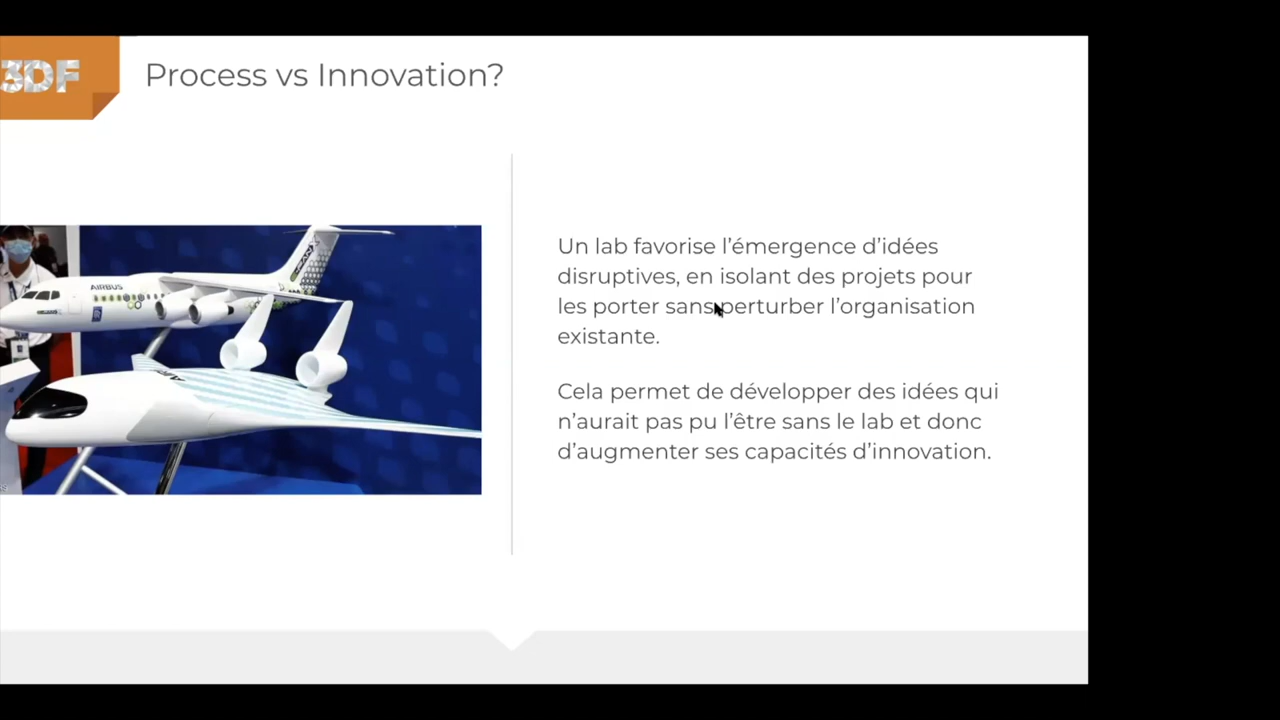 3DF
Process vs Innovation?
AIRBUS
Un lab favorise l’émergence d’idées
disruptives, en isolant des projets pour
les porter sans perturber l’organisation
existante.
Cela permet de développer des idées qui
n’aurait pas pu l’être sans le lab et donc
d’augmenter ses capacités d’innovation.